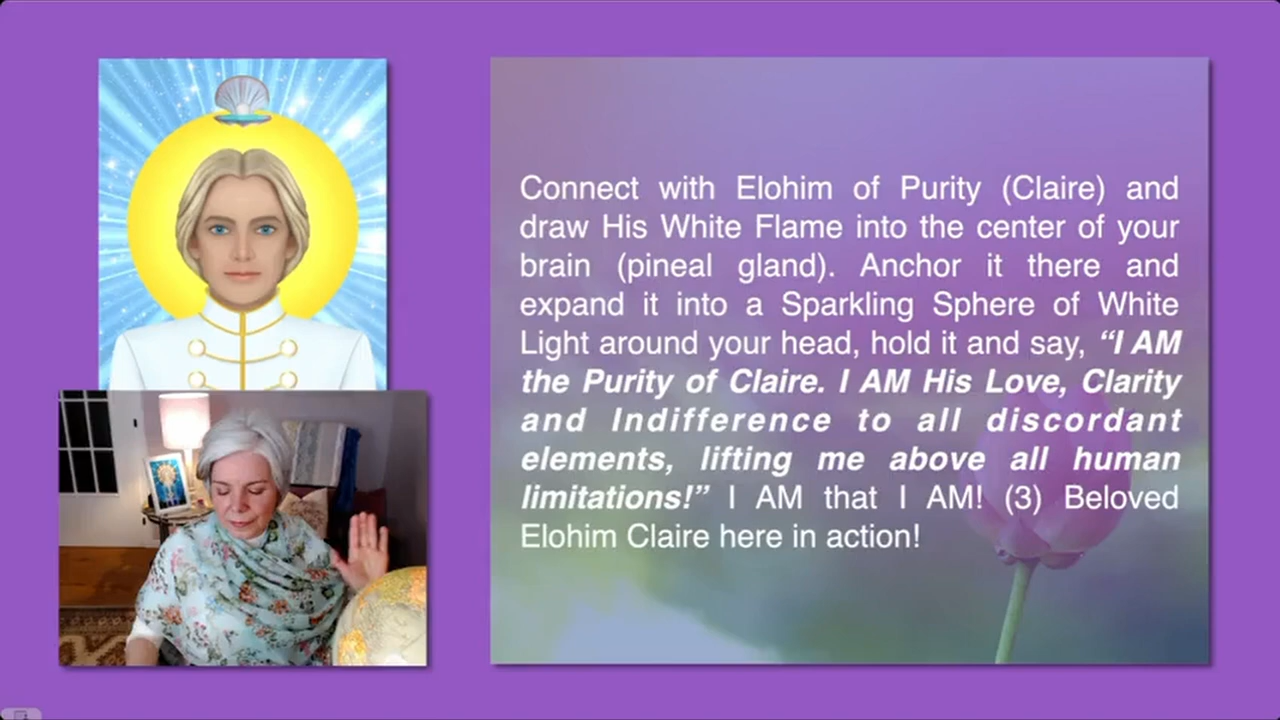 Connect with Elohim of Purity (Claire) and
draw His White Flame into the center of your
brain (pineal gland). Anchor it there and
expand it into a Sparkling Sphere of White
Light around your head, hold it and say, “I AM
the Purity of Claire. I AM His Love, Clarity
and Indifference to all discordant
elements, lifting me above all human
limitations!” I AM that I AM! (3) Beloved
Elohim Claire here in action!